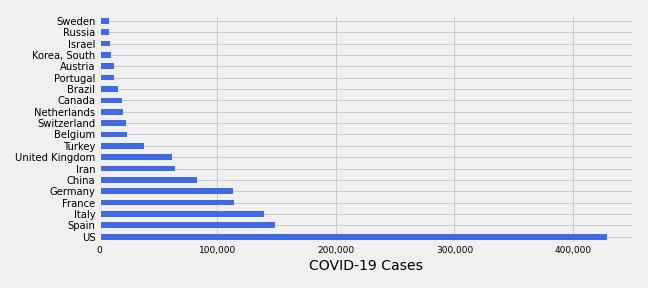 Sweden
Russia
Israel
Korea, South
Austria
Portugal
Brazil
Canada
Netherlands
Switzerland
Belgium
Turkey
United Kingdom
Iran
China
Germany
France
Italy
Spain
US
0 100,000 200,000 300,000 400,000
COVID-19 Cases